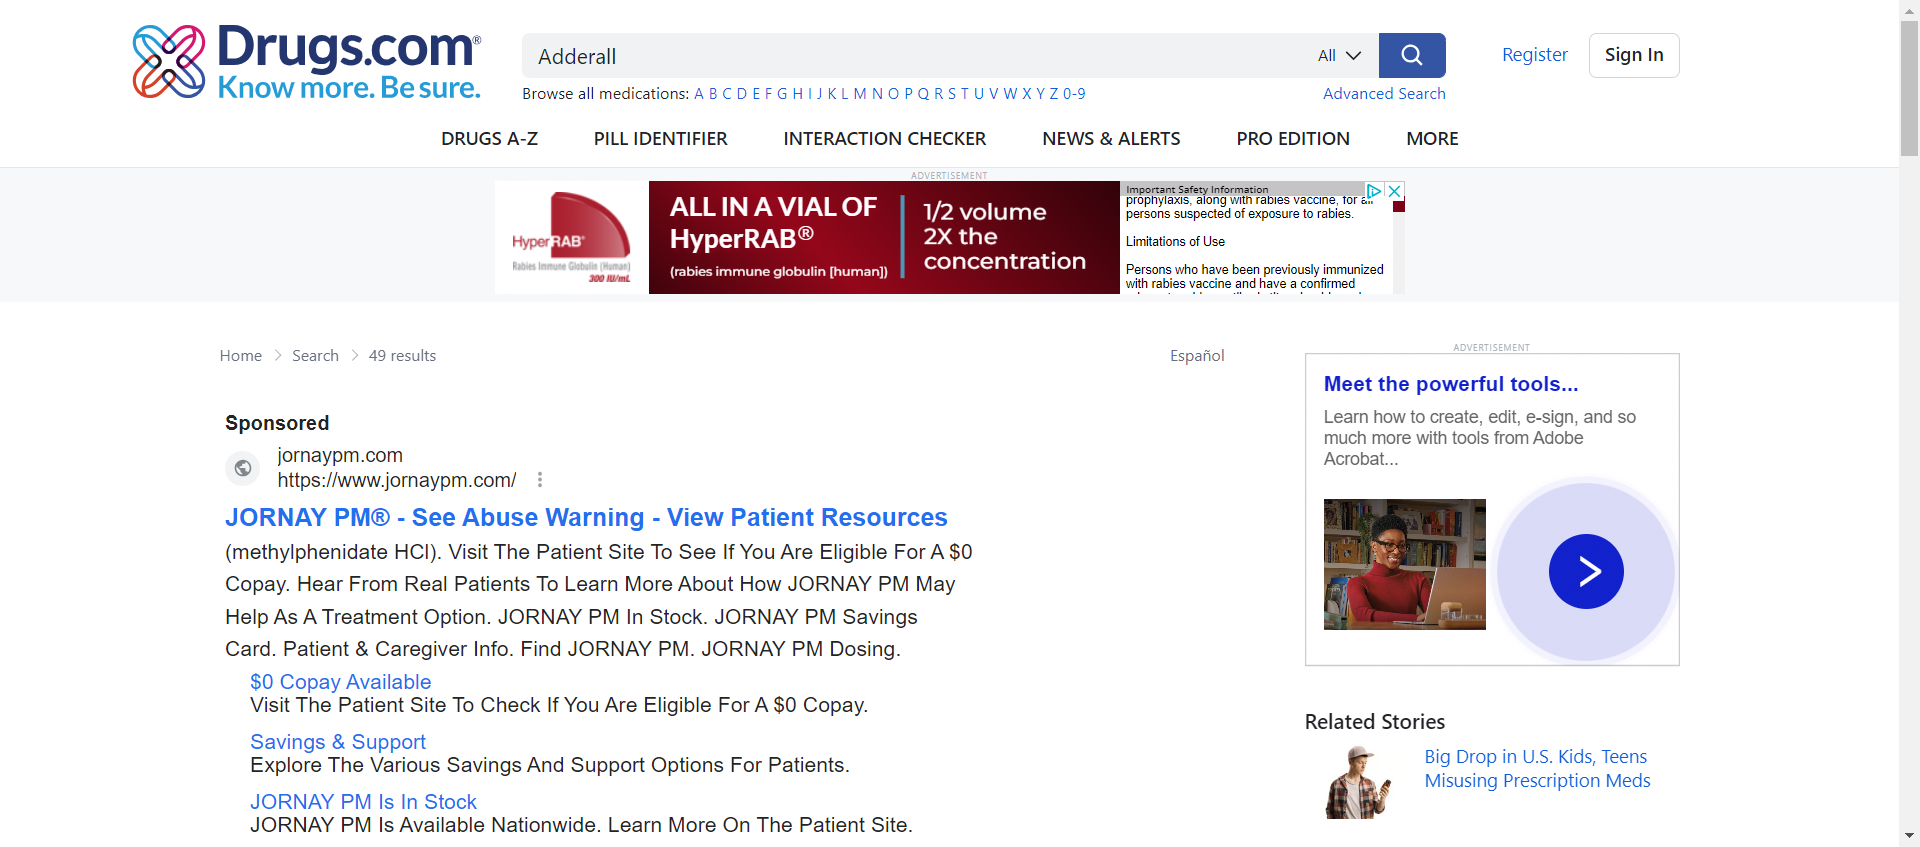 Drugs.com®
Know more. Be sure.
Adderall
All
Register
Sign In
Browse all medications: A B C D E F G H I J K L M N O P Q R S T U V W X Y Z 0-9
Advanced Search
DRUGS A-Z
PILL IDENTIFIER
INTERACTION CHECKER
NEWS & ALERTS
PRO EDITION
MORE
ADVERTISEMENT
HyperRAB®
Rabies Immune Globulin (Human)
300 IU/mL
ALL IN A VIAL OF
HyperRAB®
(rabies immune globulin [human])
1/2 volume
2X the
concentration
Important Safety Information
prophylaxis, along with rabies vaccine, for all
persons suspected of exposure to rabies.
Limitations of Use
Persons who have been previously immunized
with rabies vaccine and have a confirmed
Home
Search
49 results
Español
Sponsored
jornaypm.com
https://www.jornaypm.com/
JORNAY PM® - See Abuse Warning - View Patient Resources
(methylphenidate HCl). Visit The Patient Site To See If You Are Eligible For A $0
Copay. Hear From Real Patients To Learn More About How JORNAY PM May
Help As A Treatment Option. JORNAY PM In Stock. JORNAY PM Savings
Card. Patient & Caregiver Info. Find JORNAY PM. JORNAY PM Dosing.
$0 Copay Available
Visit The Patient Site To Check If You Are Eligible For A $0 Copay.
Savings & Support
Explore The Various Savings And Support Options For Patients.
JORNAY PM Is In Stock
JORNAY PM Is Available Nationwide. Learn More On The Patient Site.
ADVERTISEMENT
Meet the powerful tools...
Learn how to create, edit, e-sign, and so
much more with tools from Adobe
Acrobat...
Related Stories
Big Drop in U.S. Kids, Teens
Misusing Prescription Meds